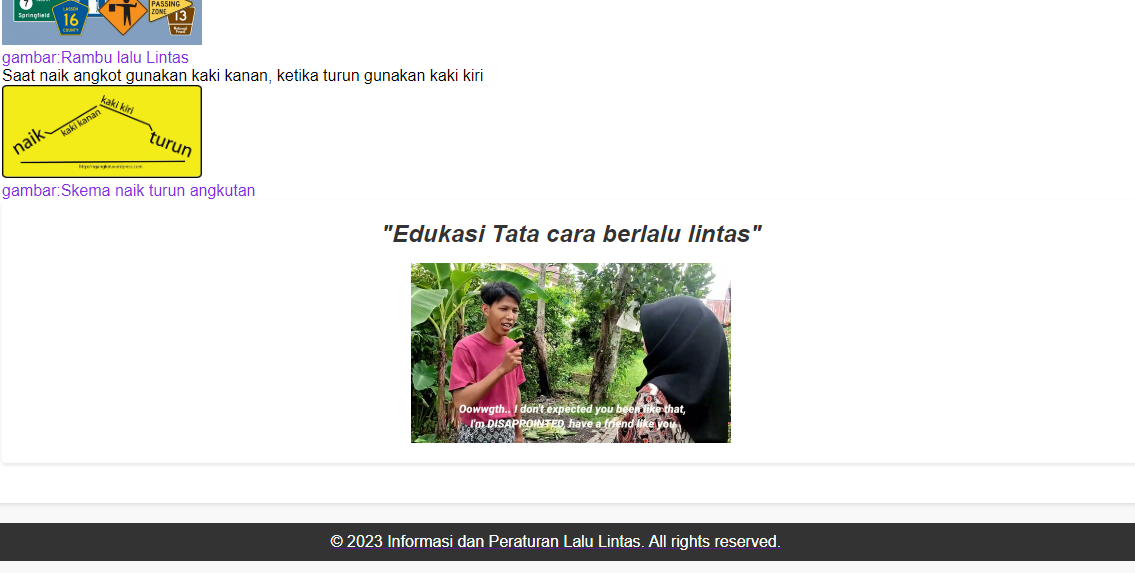 7
Springfield
LASSEN
16
COUNTY
PASSING
ZONE
13
National
Forest
gambar:Rambu lalu Lintas
Saat naik angkot gunakan kaki kanan, ketika turun gunakan kaki kiri
kaki kiri
naik
kaki kanan
turun
gambar:Skema naik turun angkutan
"Edukasi Tata cara berlalu lintas"
Oowwgth.. I don't expected you been like that,
I'm DISAPPOINTED have a friend like you
© 2023 Informasi dan Peraturan Lalu Lintas. All rights reserved.